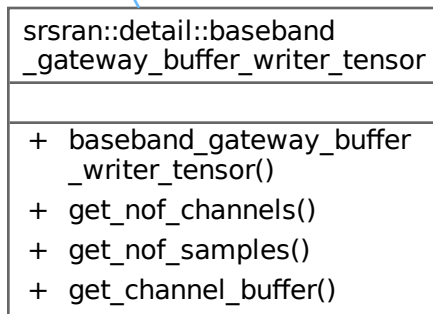 srsran::detail::baseband
_gateway_buffer_writer_tensor
+ baseband_gateway_buffer
_writer_tensor()
+ get_nof_channels()
+ get_nof_samples()
+ get_channel_buffer()